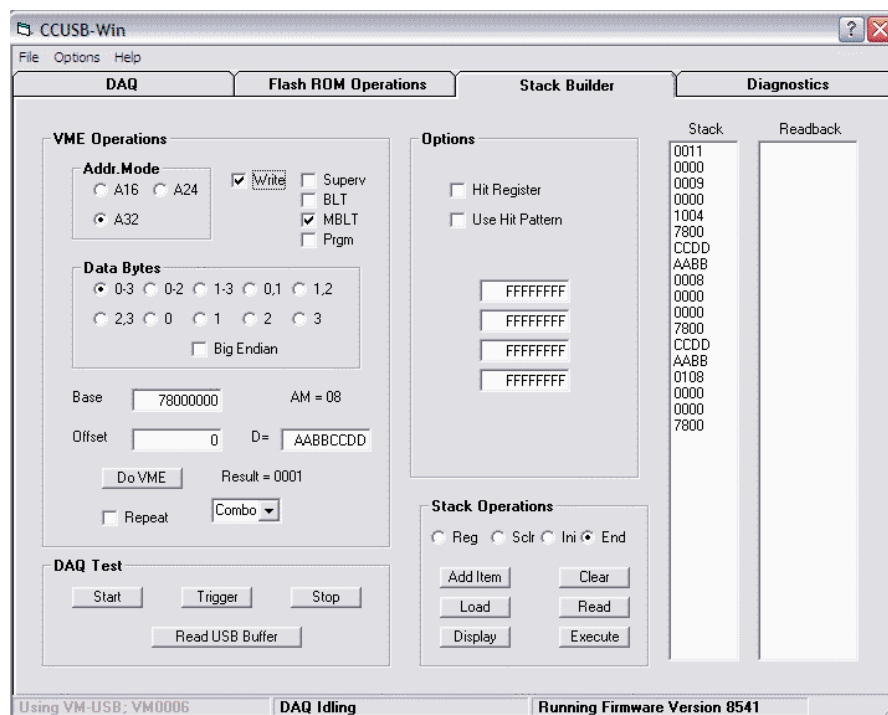 CCUSB-Win
File Options Help
DAQ Flash ROM Operations Stack Builder Diagnostics
VME Operations
Addr.Mode
A16 A24
A32
Write
Superv
BLT
MBLT
Prgm
Data Bytes
0-3 0-2 1-3 0,1 1,2
2,3 0 1 2 3
Big Endian
Base 78000000 AM = 08
Offset 0 D= AABBCCDD
Do VME Result = 0001
Repeat Combo
DAQ Test
Start Trigger Stop
Read USB Buffer
Options
Hit Register
Use Hit Pattern
FFFFFFFF
FFFFFFFF
FFFFFFFF
FFFFFFFF
Stack Operations
Reg Sclr Ini End
Add Item Clear
Load Read
Display Execute
Stack Readback
0011
0000
0009
0000
1004
7800
CCDD
AABB
0008
0000
0000
7800
CCDD
AABB
0108
0000
0000
7800
Using VM-USB; VM0006 DAQ Idling Running Firmware Version 8541